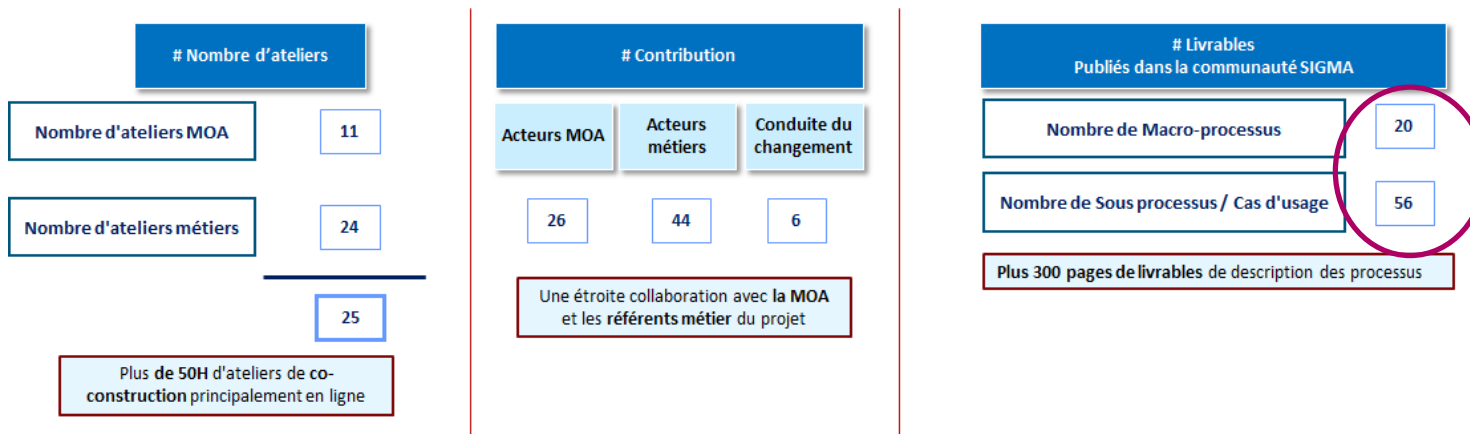 # Nombre d'ateliers
Nombre d'ateliers MOA
11
Nombre d'ateliers métiers
24
25
Plus de 50H d'ateliers de co-
construction principalement en ligne
# Contribution
Acteurs MOA
Acteurs
métiers
Conduite du
changement
26
44
6
Une étroite collaboration avec la MOA
et les référents métier du projet
# Livrables
Publiés dans la communauté SIGMA
Nombre de Macro-processus
20
Nombre de Sous processus / Cas d'usage
56
Plus 300 pages de livrables de description des processus